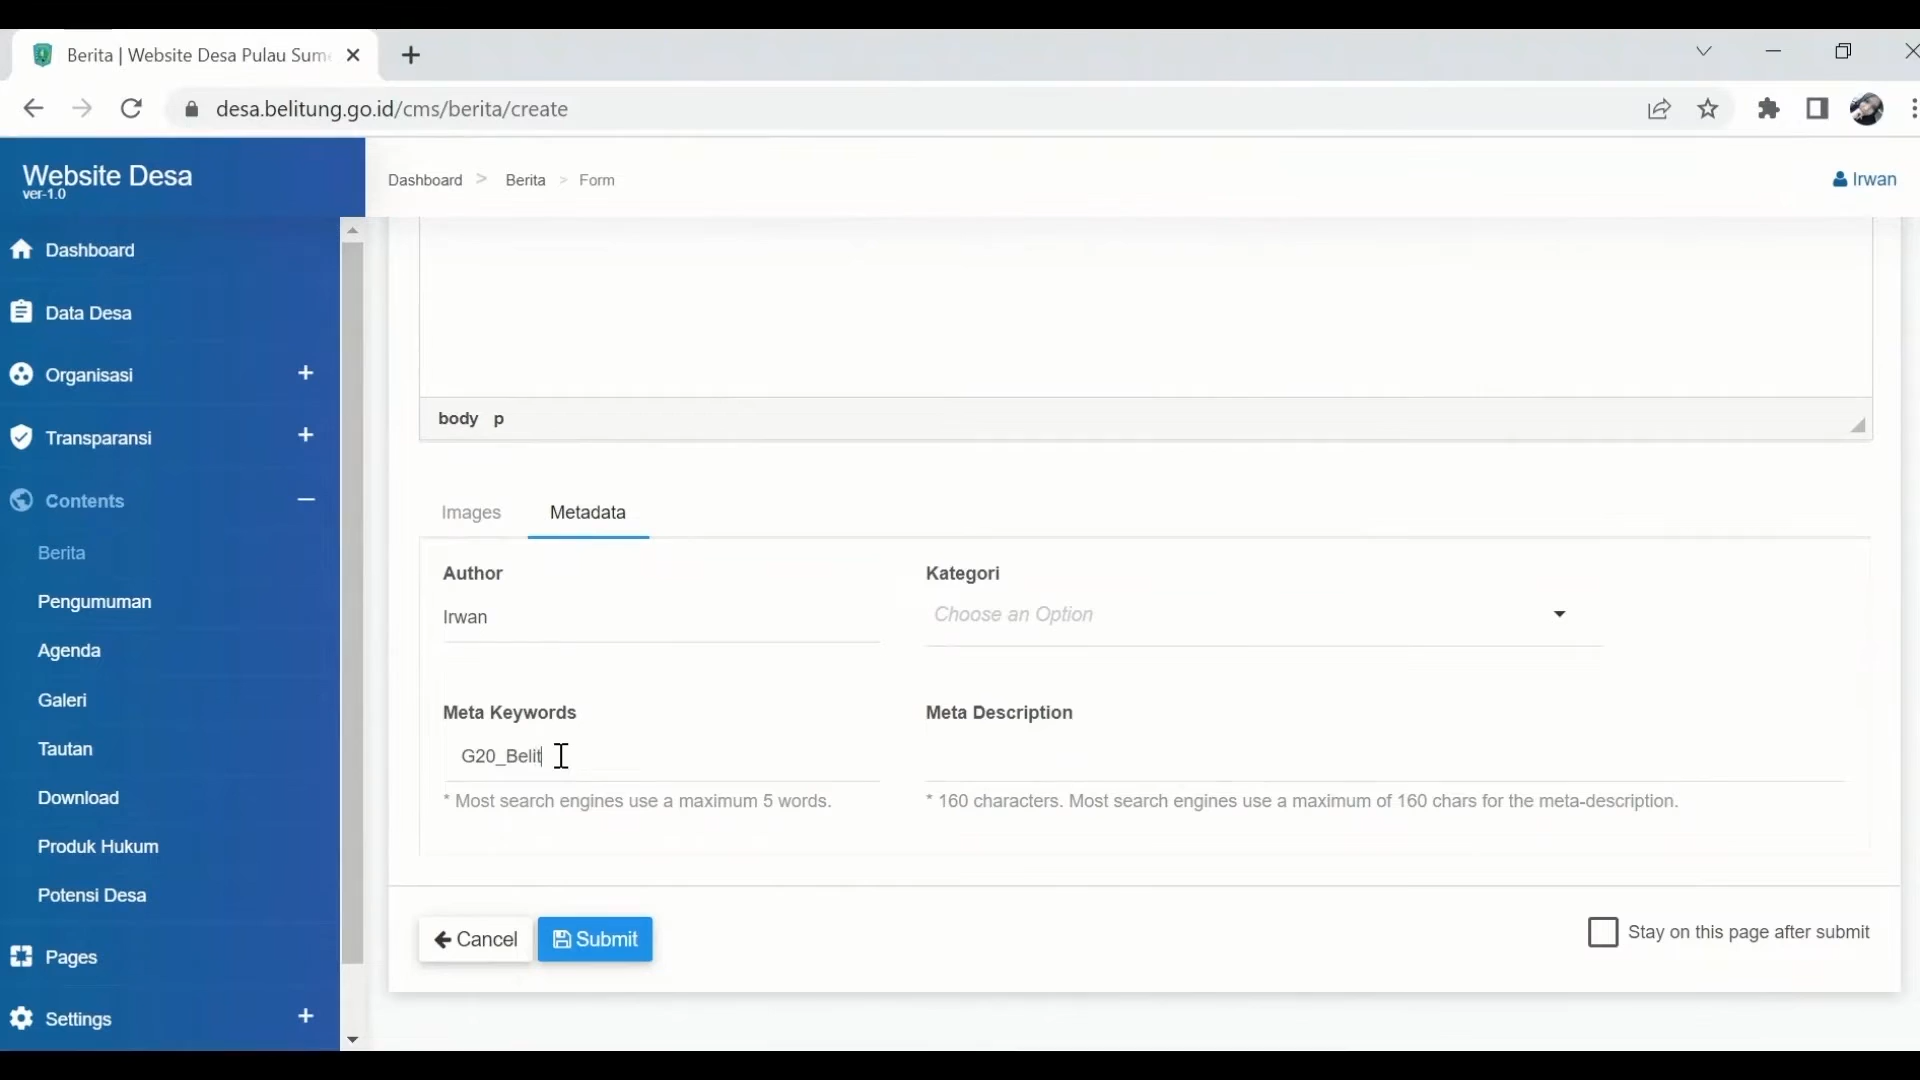 Berita | Website Desa Pulau Sum
desa.belitung.go.id/cms/berita/create
Website Desa
ver-1.0
Dashboard > Berita > Form
Irwan
Dashboard
Data Desa
Organisasi
Transparansi
Contents
Berita
Pengumuman
Agenda
Galeri
Tautan
Download
Produk Hukum
Potensi Desa
Pages
Settings
body p
Images Metadata
Author
Irwan
Kategori
Choose an Option
Meta Keywords
G20_Belit
* Most search engines use a maximum 5 words.
Meta Description
* 160 characters. Most search engines use a maximum of 160 chars for the meta-description.
Cancel
Submit
Stay on this page after submit